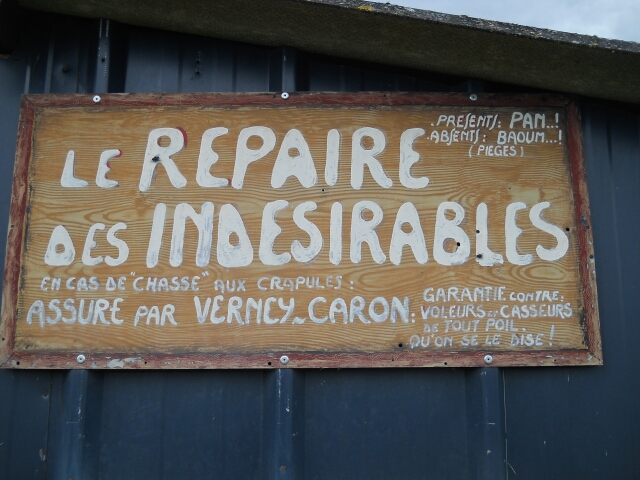 .PRESENTS: PAN..!
.ABSENTS: BAOUM...!
(PIEGES)
LE REPAIRE
DES INDESIRABLES
EN CAS DE "CHASSE" AUX CRAPULES:
ASSURE PAR VERNEY-CARON:
GARANTIE CONTRE:
VOLEURS ET CASSEURS
DE TOUT POIL.
QU'ON SE LE DISE!